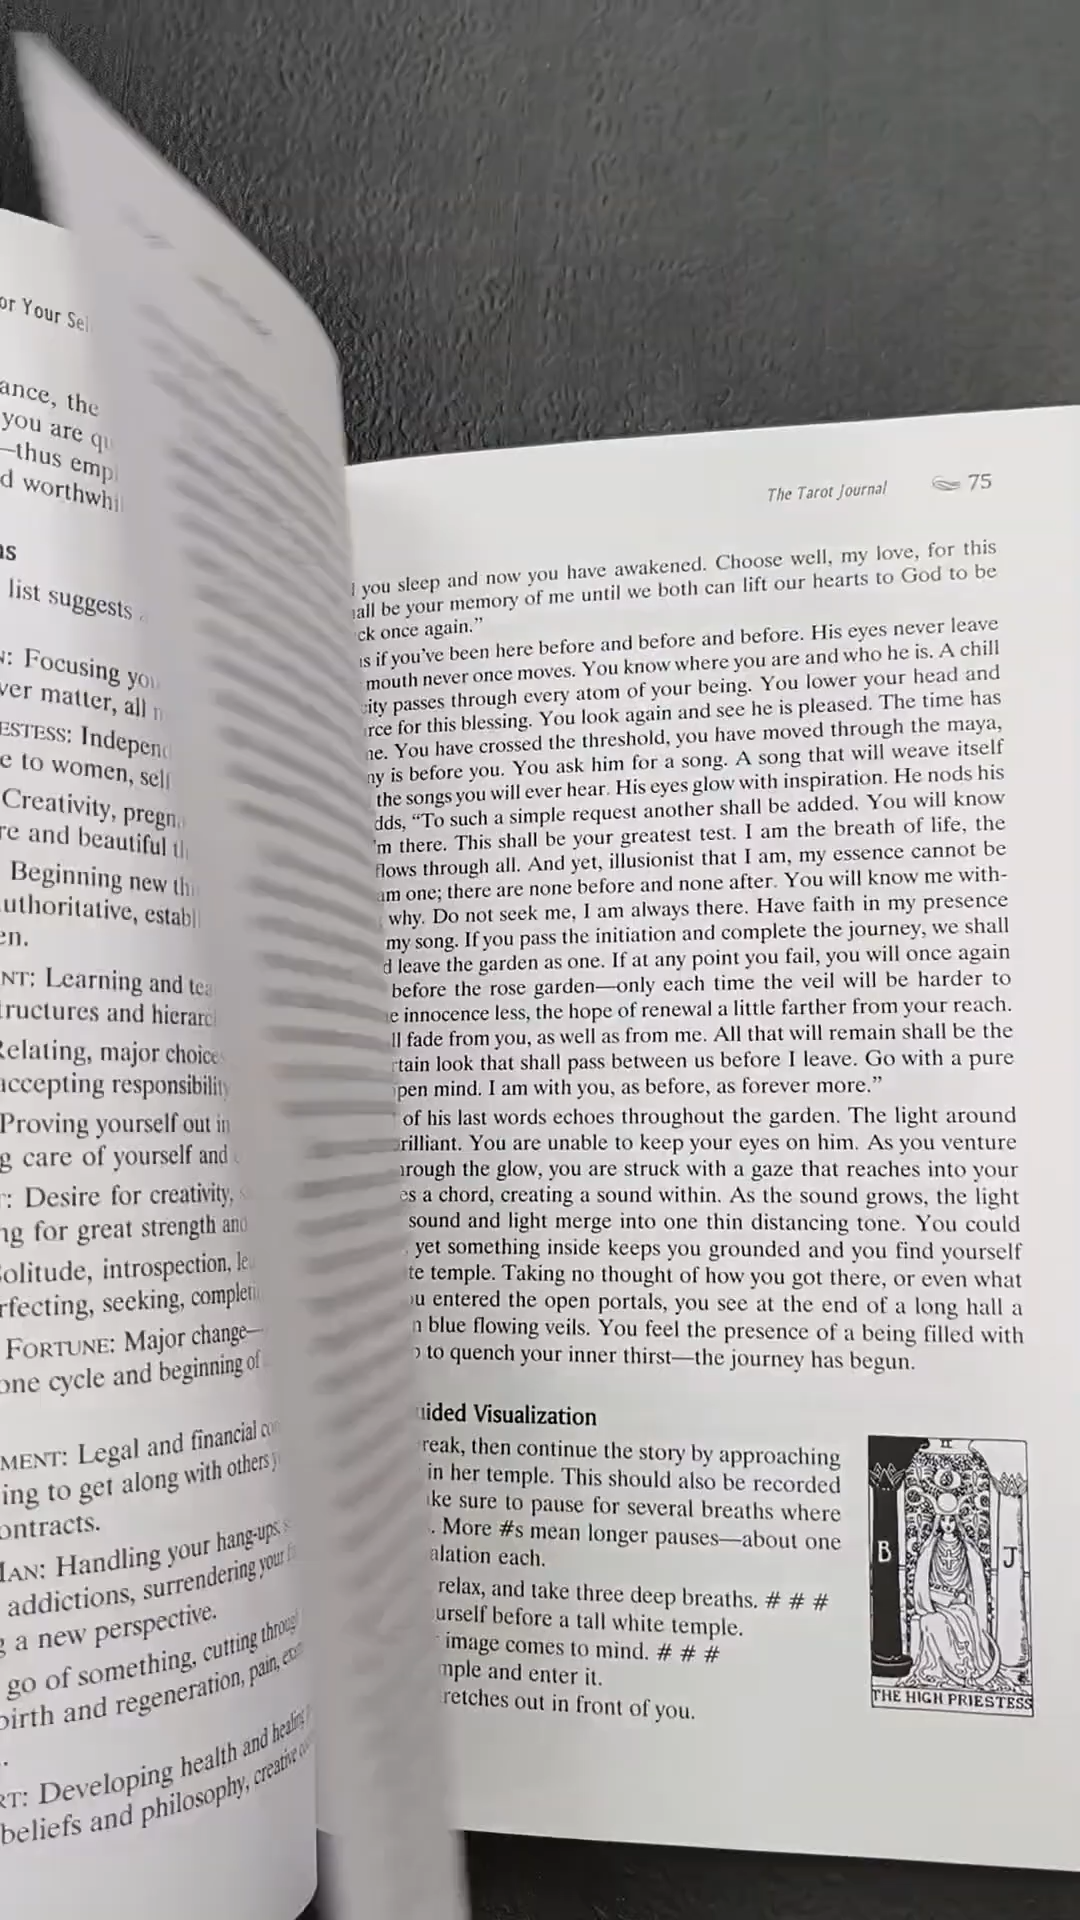 or Your Sel
ance, the
you are
—thus
d worthwhi
list suggests
: Focusing
ver matter, all
ESTESS: Independ
e to women, self
Creativity,
re and beautiful
Beginning new
uthoritative,
en.
NT: Learning and
ructures and
Relating, major choice
accepting responsibility
Proving yourself out in
g care of yourself and
: Desire for creativity,
ng for great strength and
olitude, introspection,
rfecting, seeking,
FORTUNE: Major change—
one cycle and beginning of
MENT: Legal and financial
ing to get along with others
ontracts.
MAN: Handling your hang-ups,
addictions, surrendering your
a new perspective.
go of something, cutting through
birth and regeneration, pain,
RT: Developing health and healing
beliefs and philosophy, creative
The Tarot Journal 75
you sleep and now you have awakened. Choose well, my love, for this
all be your memory of me until we both can lift our hearts to God to be
ck once again.”
is if you’ve been here before and before and before. His eyes never leave
mouth never once moves. You know where you are and who he is. A chill
ity passes through every atom of your being. You lower your head and
rce for this blessing. You look again and see he is pleased. The time has
ne. You have crossed the threshold, you have moved through the maya,
ny is before you. You ask him for a song. A song that will weave itself
the songs you will ever hear. His eyes glow with inspiration. He nods his
dds, “To such a simple request another shall be added. You will know
’m there. This shall be your greatest test. I am the breath of life, the
flows through all. And yet, illusionist that I am, my essence cannot be
am one; there are none before and none after. You will know me with-
why. Do not seek me, I am always there. Have faith in my presence
my song. If you pass the initiation and complete the journey, we shall
d leave the garden as one. If at any point you fail, you will once again
before the rose garden—only each time the veil will be harder to
e innocence less, the hope of renewal a little farther from your reach.
ll fade from you, as well as from me. All that will remain shall be the
rtain look that shall pass between us before I leave. Go with a pure
pen mind. I am with you, as before, as forever more.”
of his last words echoes throughout the garden. The light around
rilliant. You are unable to keep your eyes on him. As you venture
hrough the glow, you are struck with a gaze that reaches into your
es a chord, creating a sound within. As the sound grows, the light
sound and light merge into one thin distancing tone. You could
yet something inside keeps you grounded and you find yourself
te temple. Taking no thought of how you got there, or even what
ou entered the open portals, you see at the end of a long hall a
n blue flowing veils. You feel the presence of a being filled with
to quench your inner thirst—the journey has begun.
uided Visualization
reak, then continue the story by approaching
in her temple. This should also be recorded
ke sure to pause for several breaths where
. More #s mean longer pauses—about one
alation each.
relax, and take three deep breaths. # # #
urself before a tall white temple.
image comes to mind. # # #
mple and enter it.
retches out in front of you.
II
B J
THE HIGH PRIESTESS